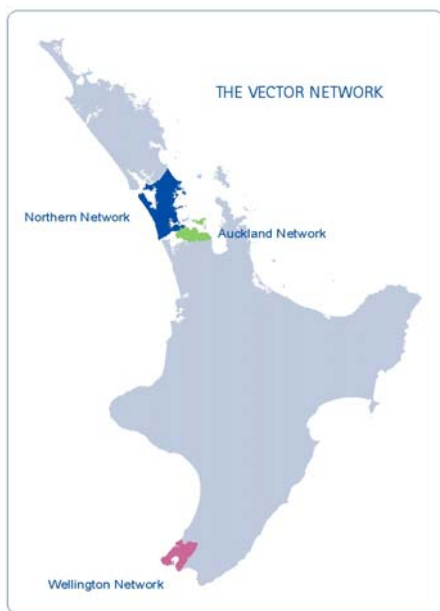 THE VECTOR NETWORK
Northern Network
Auckland Network
Wellington Network